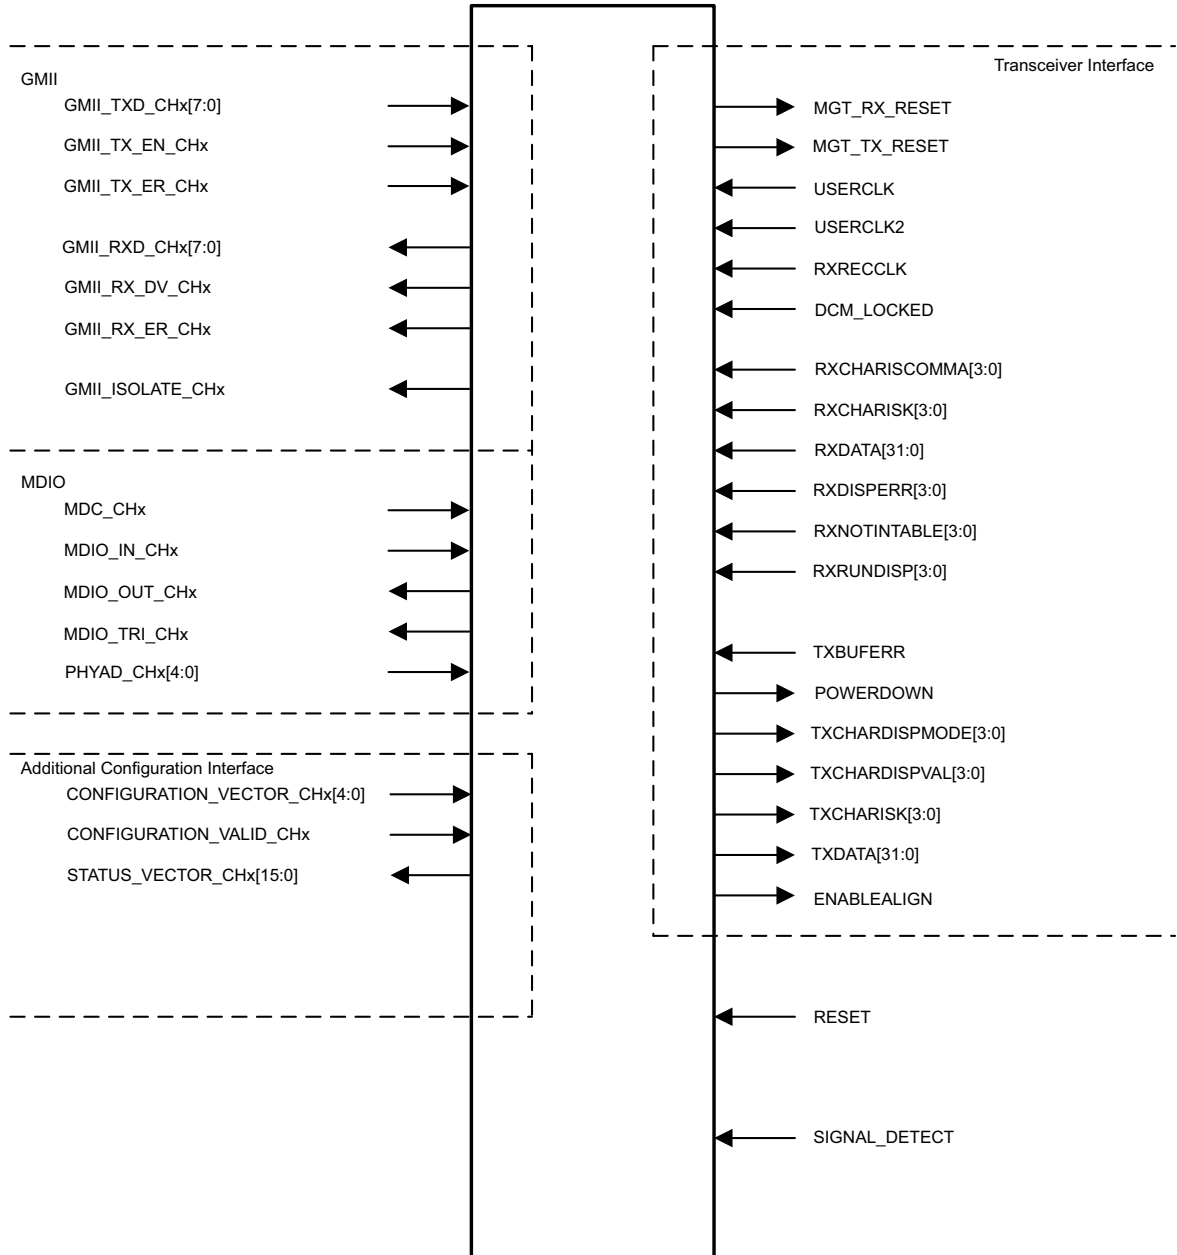 GMII
GMII_TXD_CHx[7:0]
GMII_TX_EN_CHx
GMII_TX_ER_CHx
GMII_RXD_CHx[7:0]
GMII_RX_DV_CHx
GMII_RX_ER_CHx
GMII_ISOLATE_CHx
MDIO
MDC_CHx
MDIO_IN_CHx
MDIO_OUT_CHx
MDIO_TRI_CHx
PHYAD_CHx[4:0]
Additional Configuration Interface
CONFIGURATION_VECTOR_CHx[4:0]
CONFIGURATION_VALID_CHx
STATUS_VECTOR_CHx[15:0]
Transceiver Interface
MGT_RX_RESET
MGT_TX_RESET
USERCLK
USERCLK2
RXRECCLK
DCM_LOCKED
RXCHARISCOMMA[3:0]
RXCHARISK[3:0]
RXDATA[31:0]
RXDISPERR[3:0]
RXNOTINTABLE[3:0]
RXRUNDISP[3:0]
TXBUFERR
POWERDOWN
TXCHARDISPMODE[3:0]
TXCHARDISPVAL[3:0]
TXCHARISK[3:0]
TXDATA[31:0]
ENABLEALIGN
RESET
SIGNAL_DETECT